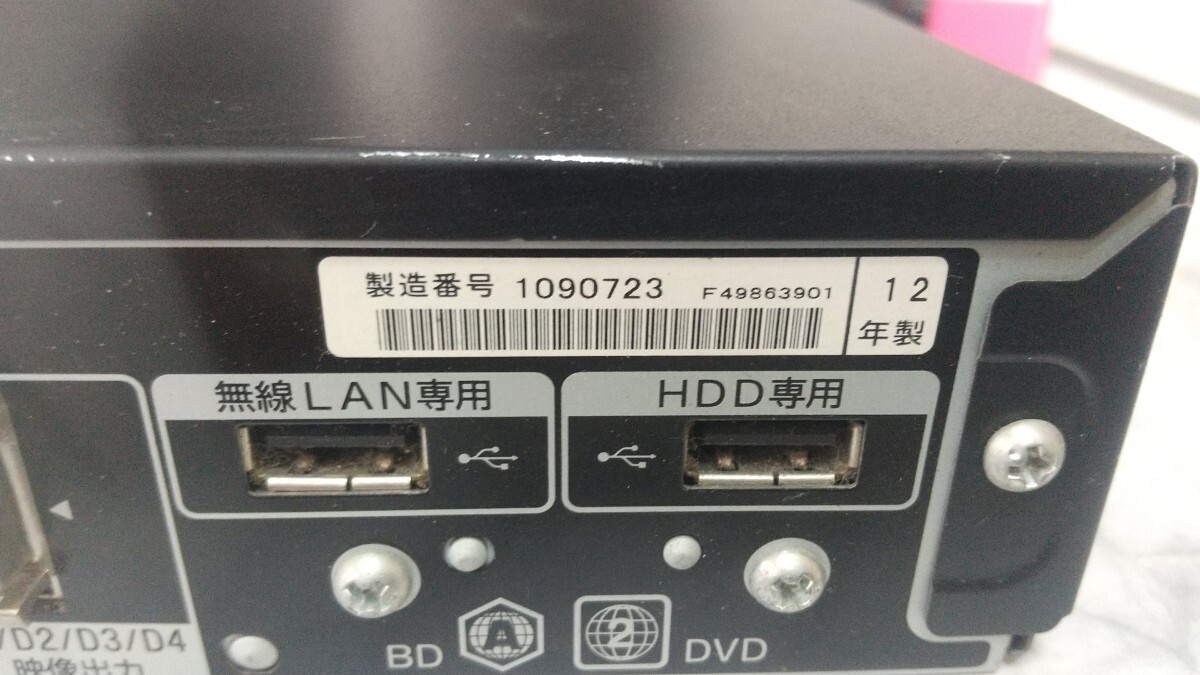 製造番号 1090723 F49863901
12
年製
無線LAN専用
HDD専用
/D2/D3/D4
映像出力
BD A
2 DVD